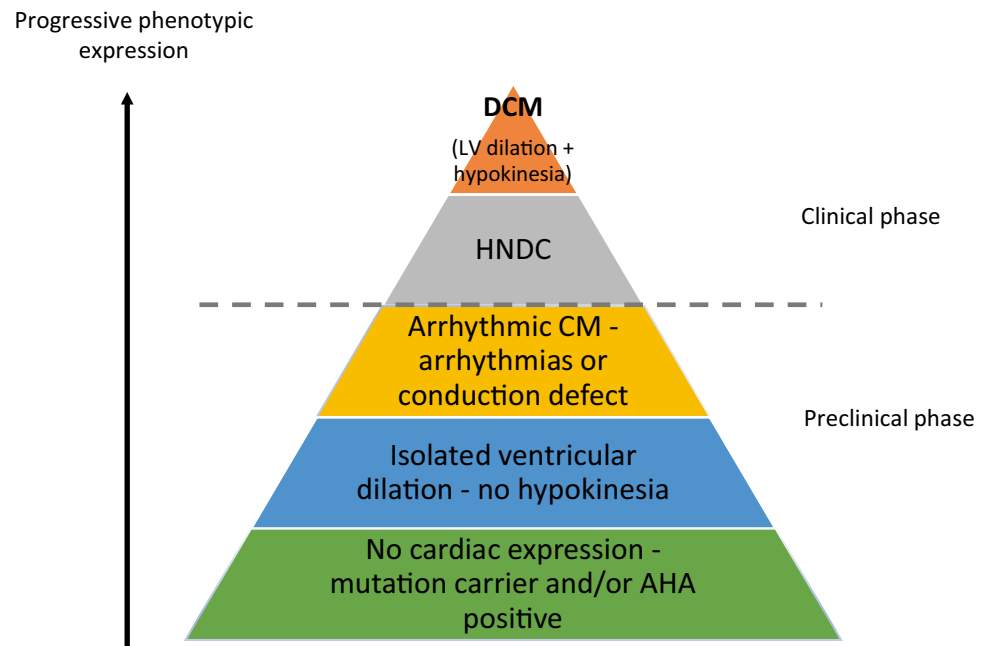 Progressive phenotypic
expression
DCM
(LV dilation +
hypokinesia)
Clinical phase
HNDC
Arrhythmic CM -
arrhythmias or
conduction defect
Preclinical phase
Isolated ventricular
dilation - no hypokinesia
No cardiac expression -
mutation carrier and/or AHA
positive